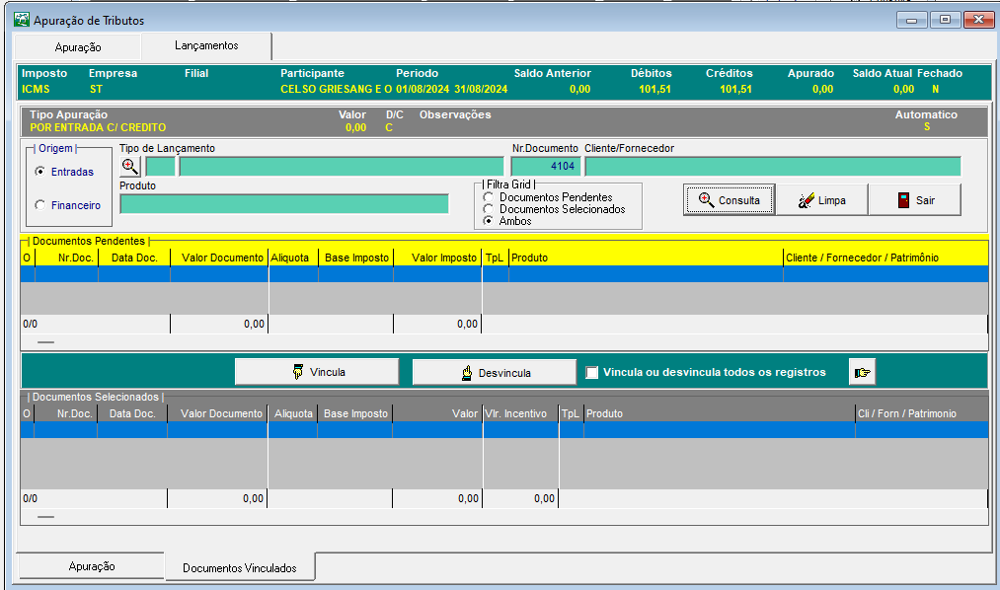 Apuração de Tributos
Apuração Lançamentos
Imposto Empresa Filial Participante Periodo Saldo Anterior Débitos Créditos Apurado Saldo Atual Fechado
ICMS ST CELSO GRIESANG E O 01/08/2024 31/08/2024 0,00 101,51 101,51 0,00 0,00 N
Tipo Apuração Valor D/C Observações Automatico
POR ENTRADA C/ CREDITO 0,00 C S
Origem Tipo de Lançamento Nr.Documento Cliente/Fornecedor
Entradas 4104
Produto Filtra Grid
Documentos Pendentes
Financeiro Documentos Selecionados
Ambos
Consulta Limpa Sair
Documentos Pendentes
O Nr.Doc. Data Doc. Valor Documento Aliquota Base Imposto Valor Imposto TpL Produto Cliente / Fornecedor / Patrimônio
0/0 0,00 0,00
Vincula Desvincula Vincula ou desvincula todos os registros
Documentos Selecionados
O Nr.Doc. Data Doc. Valor Documento Aliquota Base Imposto Valor Vlr. Incentivo TpL Produto Cli / Forn / Patrimonio
0/0 0,00 0,00 0,00
Apuração Documentos Vinculados